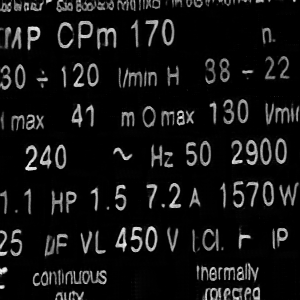 CPm 170 n.
30 ÷ 120 l/min H 38 ÷ 22
max 41 m Q max 130 l/min
240 ~ Hz 50 2900
1.1 HP 1.5 7.2 A 1570W
25 µF VL 450 V I.Cl. F IP
continuous thermally
duty protected